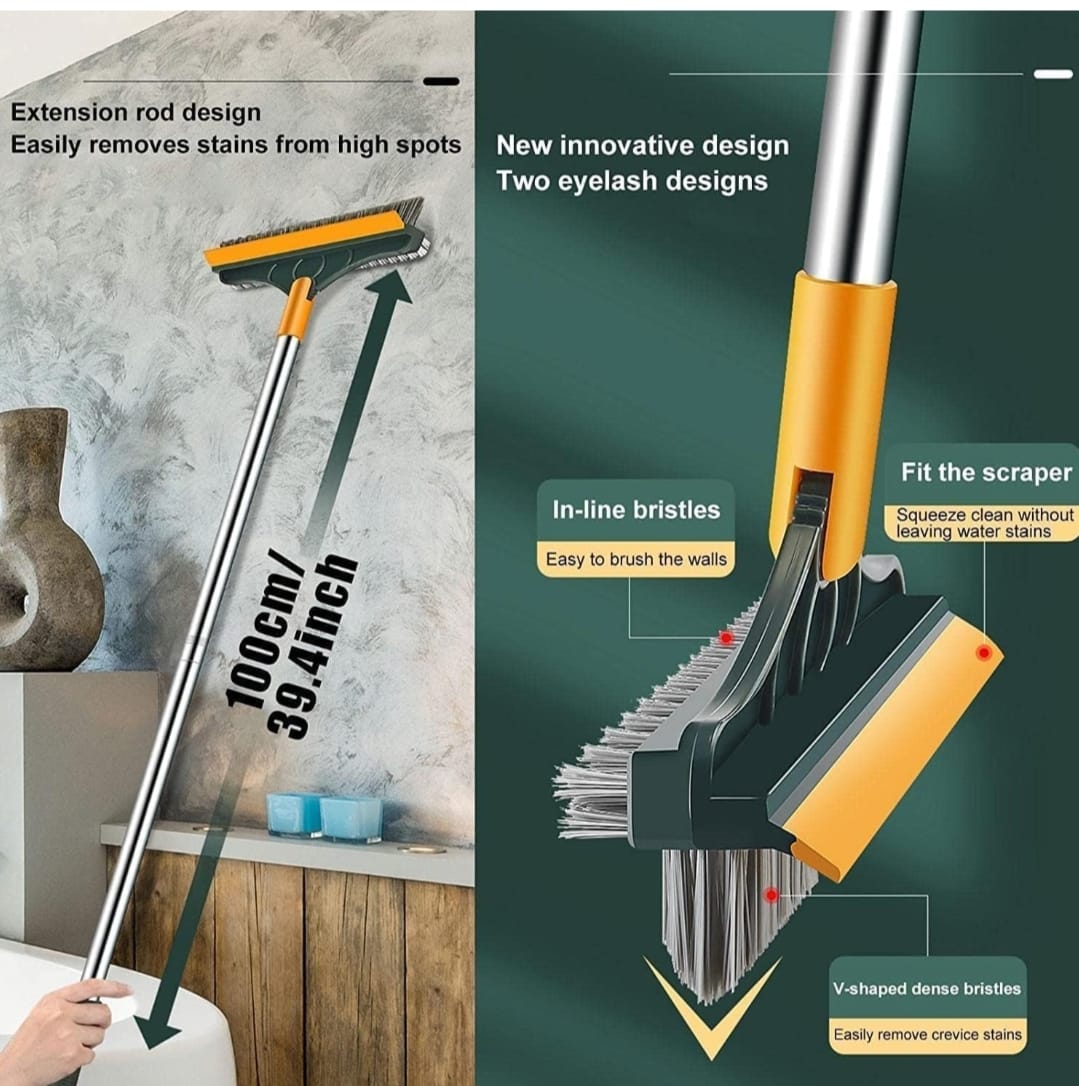 Extension rod design
Easily removes stains from high spots
100cm/
39.4inch
New innovative design
Two eyelash designs
In-line bristles
Easy to brush the walls
Fit the scraper
Squeeze clean without
leaving water stains
V-shaped dense bristles
Easily remove crevice stains